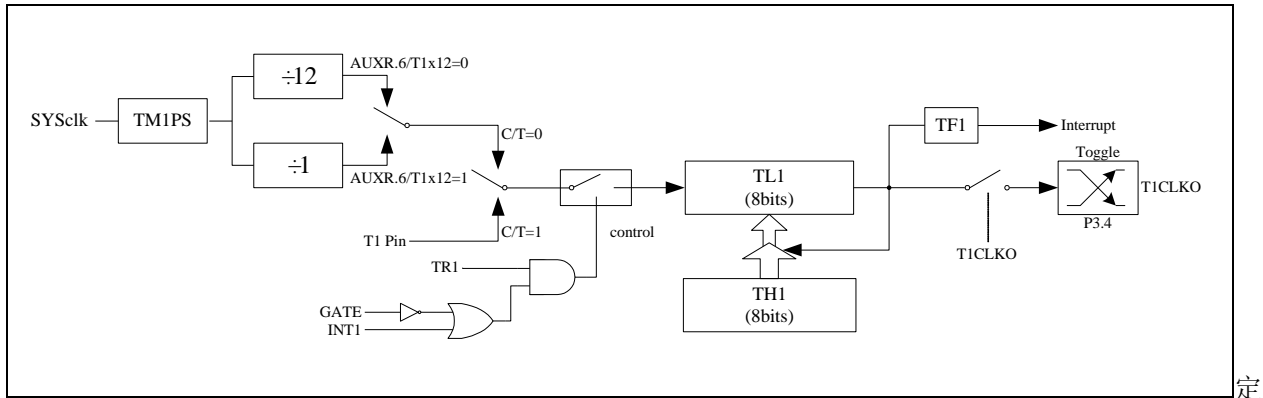 SYSclk
TM1PS
÷12
AUXR.6/T1x12=0
÷1
AUXR.6/T1x12=1
C/T=0
T1 Pin
C/T=1
control
TR1
GATE
INT1
TL1
(8bits)
TH1
(8bits)
TF1
Interrupt
Toggle
T1CLKO
P3.4
T1CLKO
定